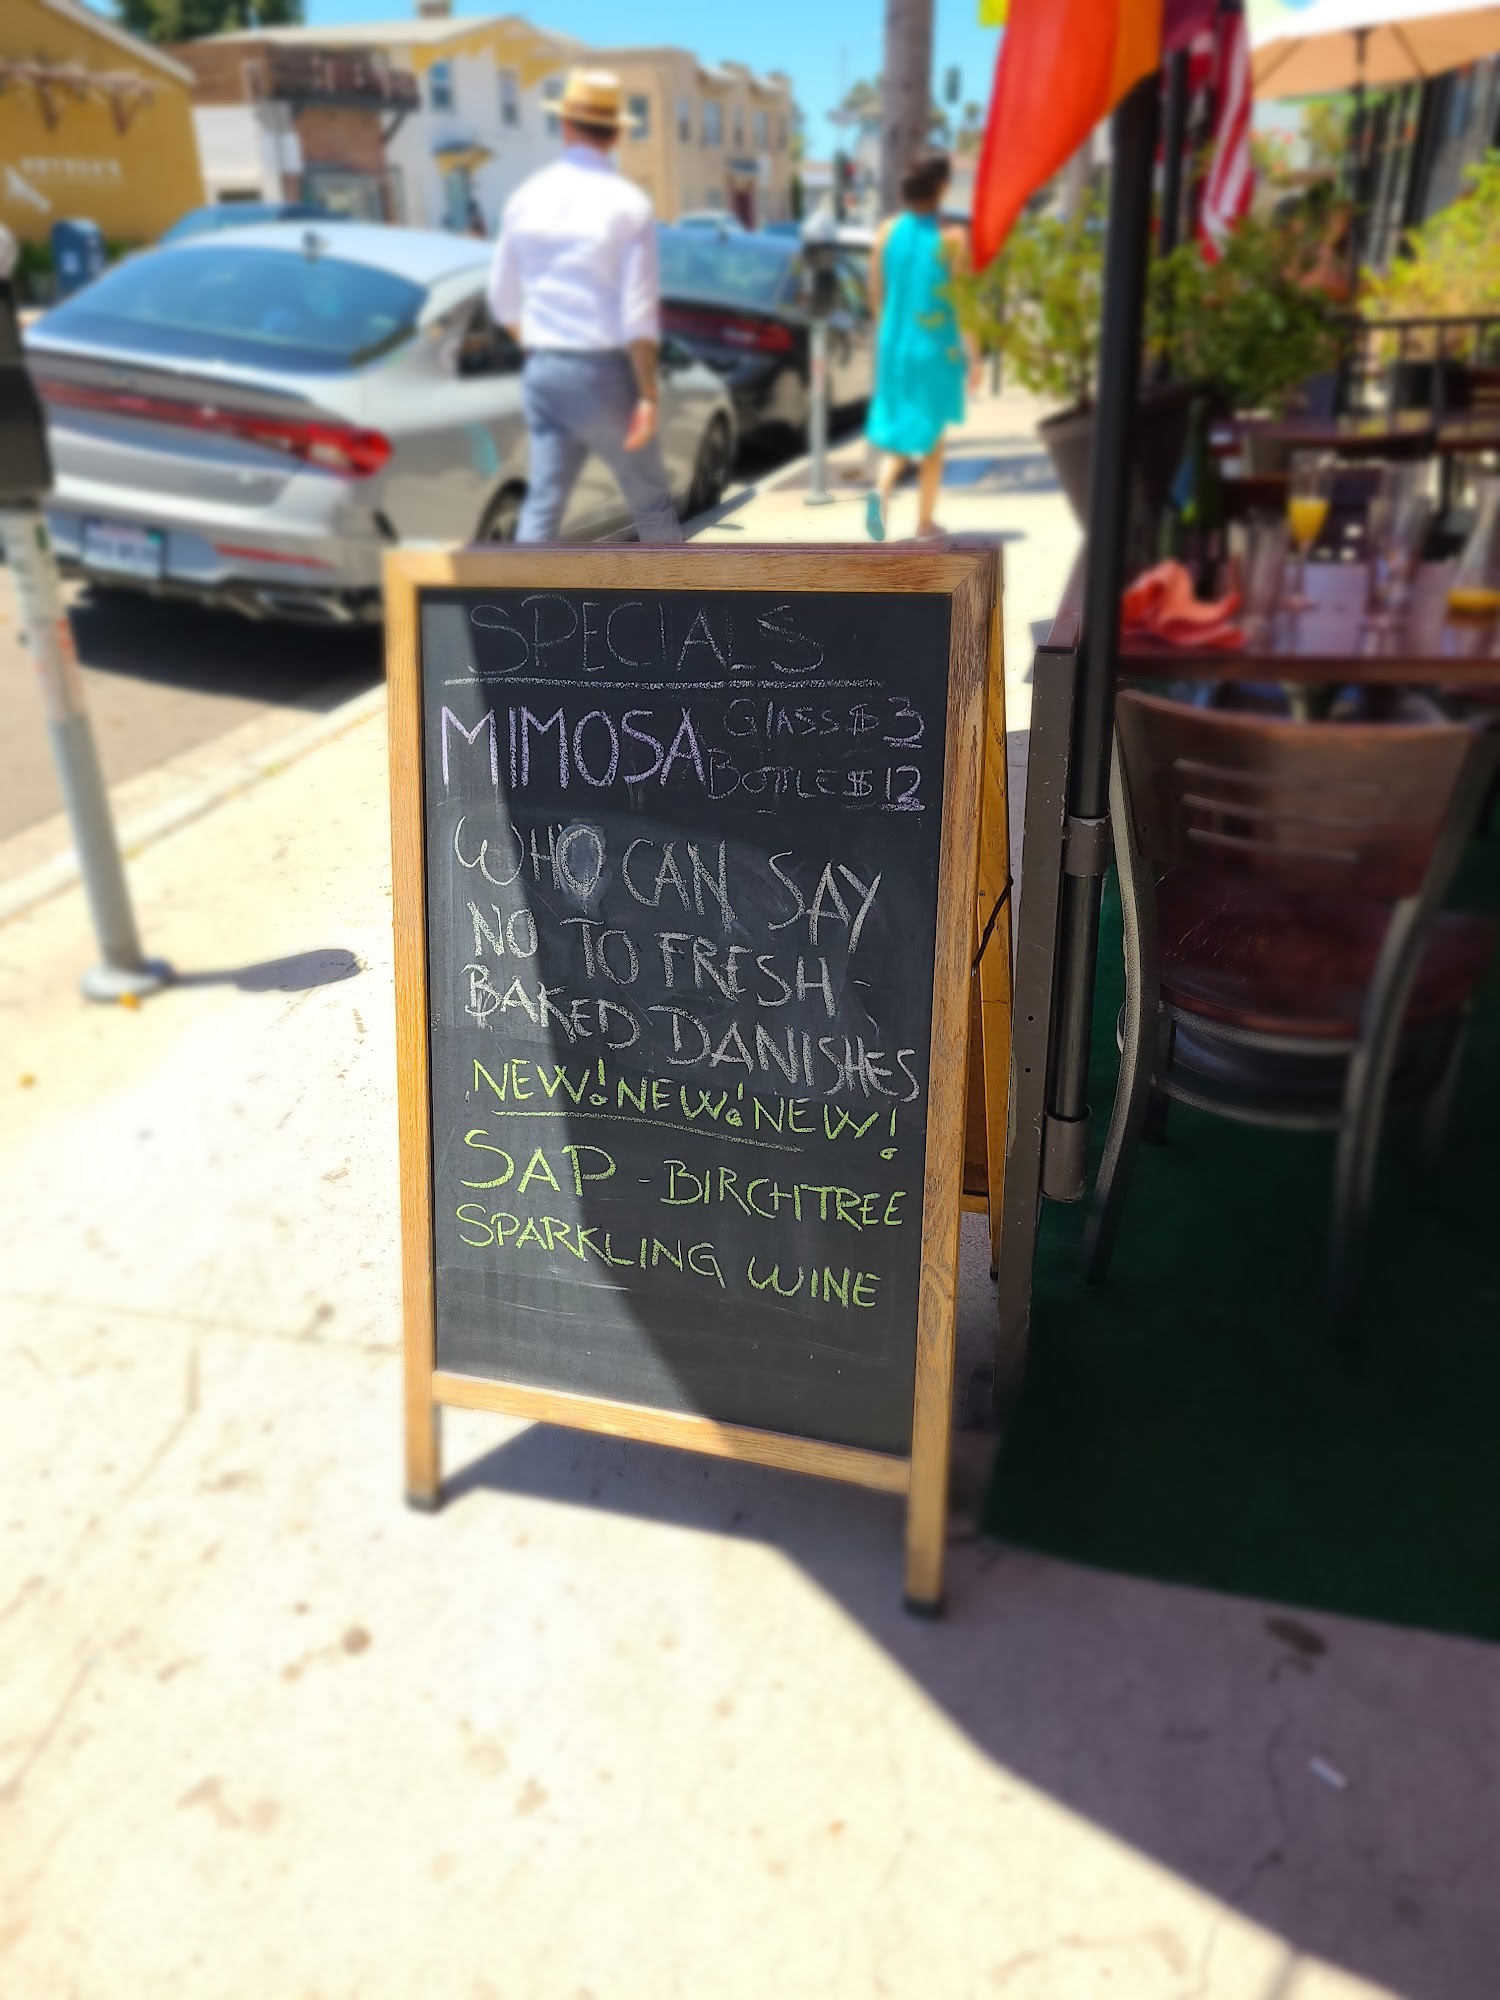 SPECIALS
MIMOSA GLASS $3
BOTTLE $12
WHO CAN SAY
NO TO FRESH-
BAKED DANISHES
NEW! NEW! NEW!
SAP - BIRCHTREE
SPARKLING WINE